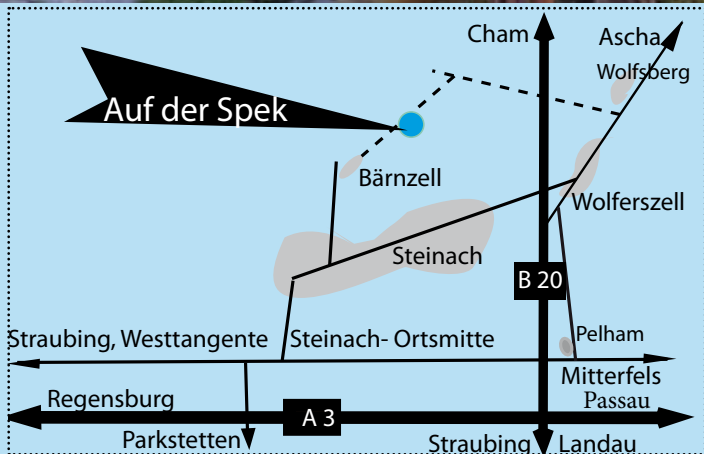 Cham
Ascha
Wolfsberg
Auf der Spek
Bärnzell
Wolferszell
Steinach
B 20
Straubing, Westtangente
Steinach- Ortsmitte
Pelham
Mitterfels
Regensburg
Passau
A 3
Parkstetten
Straubing
Landau